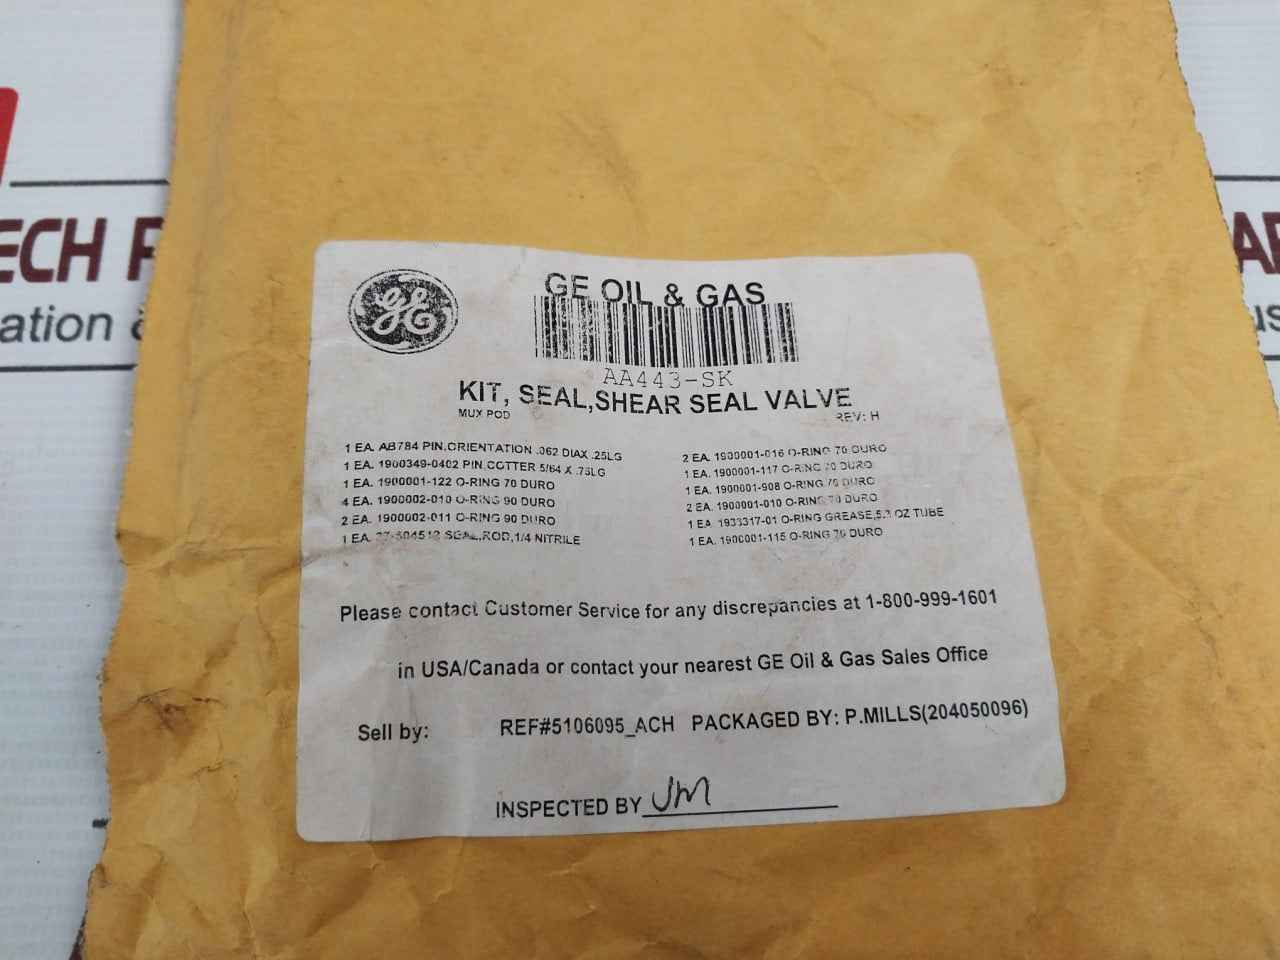 ECH P
ation &
GE
GE OIL & GAS
AA443-SK
KIT, SEAL,SHEAR SEAL VALVE
MUX POD
REV: H
1 EA. AB784 PIN,ORIENTATION .062 DIAX .25LG
1 EA. 1900349-0402 PIN,COTTER 5/64 X .75LG
1 EA. 1900001-122 O-RING 70 DURO
4 EA. 1900002-010 O-RING 90 DURO
2 EA. 1900002-011 O-RING 90 DURO
1 EA. SEAL,ROD,1/4 NITRILE
2 EA. 1900001-016 O-RING 70 DURO
1 EA. 1900001-117 O-RING 70 DURO
1 EA. 1900001-908 O-RING 70 DURO
2 EA. 1900001-010 O-RING 70 DURO
1 EA 1933317-01 O-RING GREASE,5.3 OZ TUBE
1 EA. 1900001-115 O-RING 70 DURO
Please contact Customer Service for any discrepancies at 1-800-999-1601
in USA/Canada or contact your nearest GE Oil & Gas Sales Office
Sell by: REF#5106095_ACH PACKAGED BY: P.MILLS(204050096)
INSPECTED BY JM
AR
us